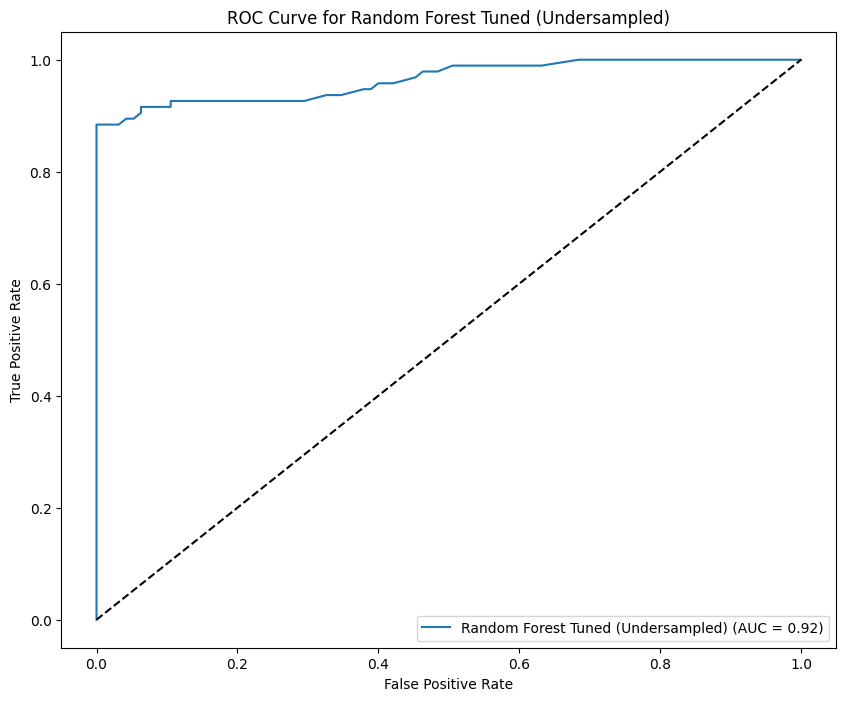 ROC Curve for Random Forest Tuned (Undersampled)
True Positive Rate
1.0
0.8
0.6
0.4
0.2
0.0
Random Forest Tuned (Undersampled) (AUC = 0.92)
0.0 0.2 0.4 0.6 0.8 1.0
False Positive Rate